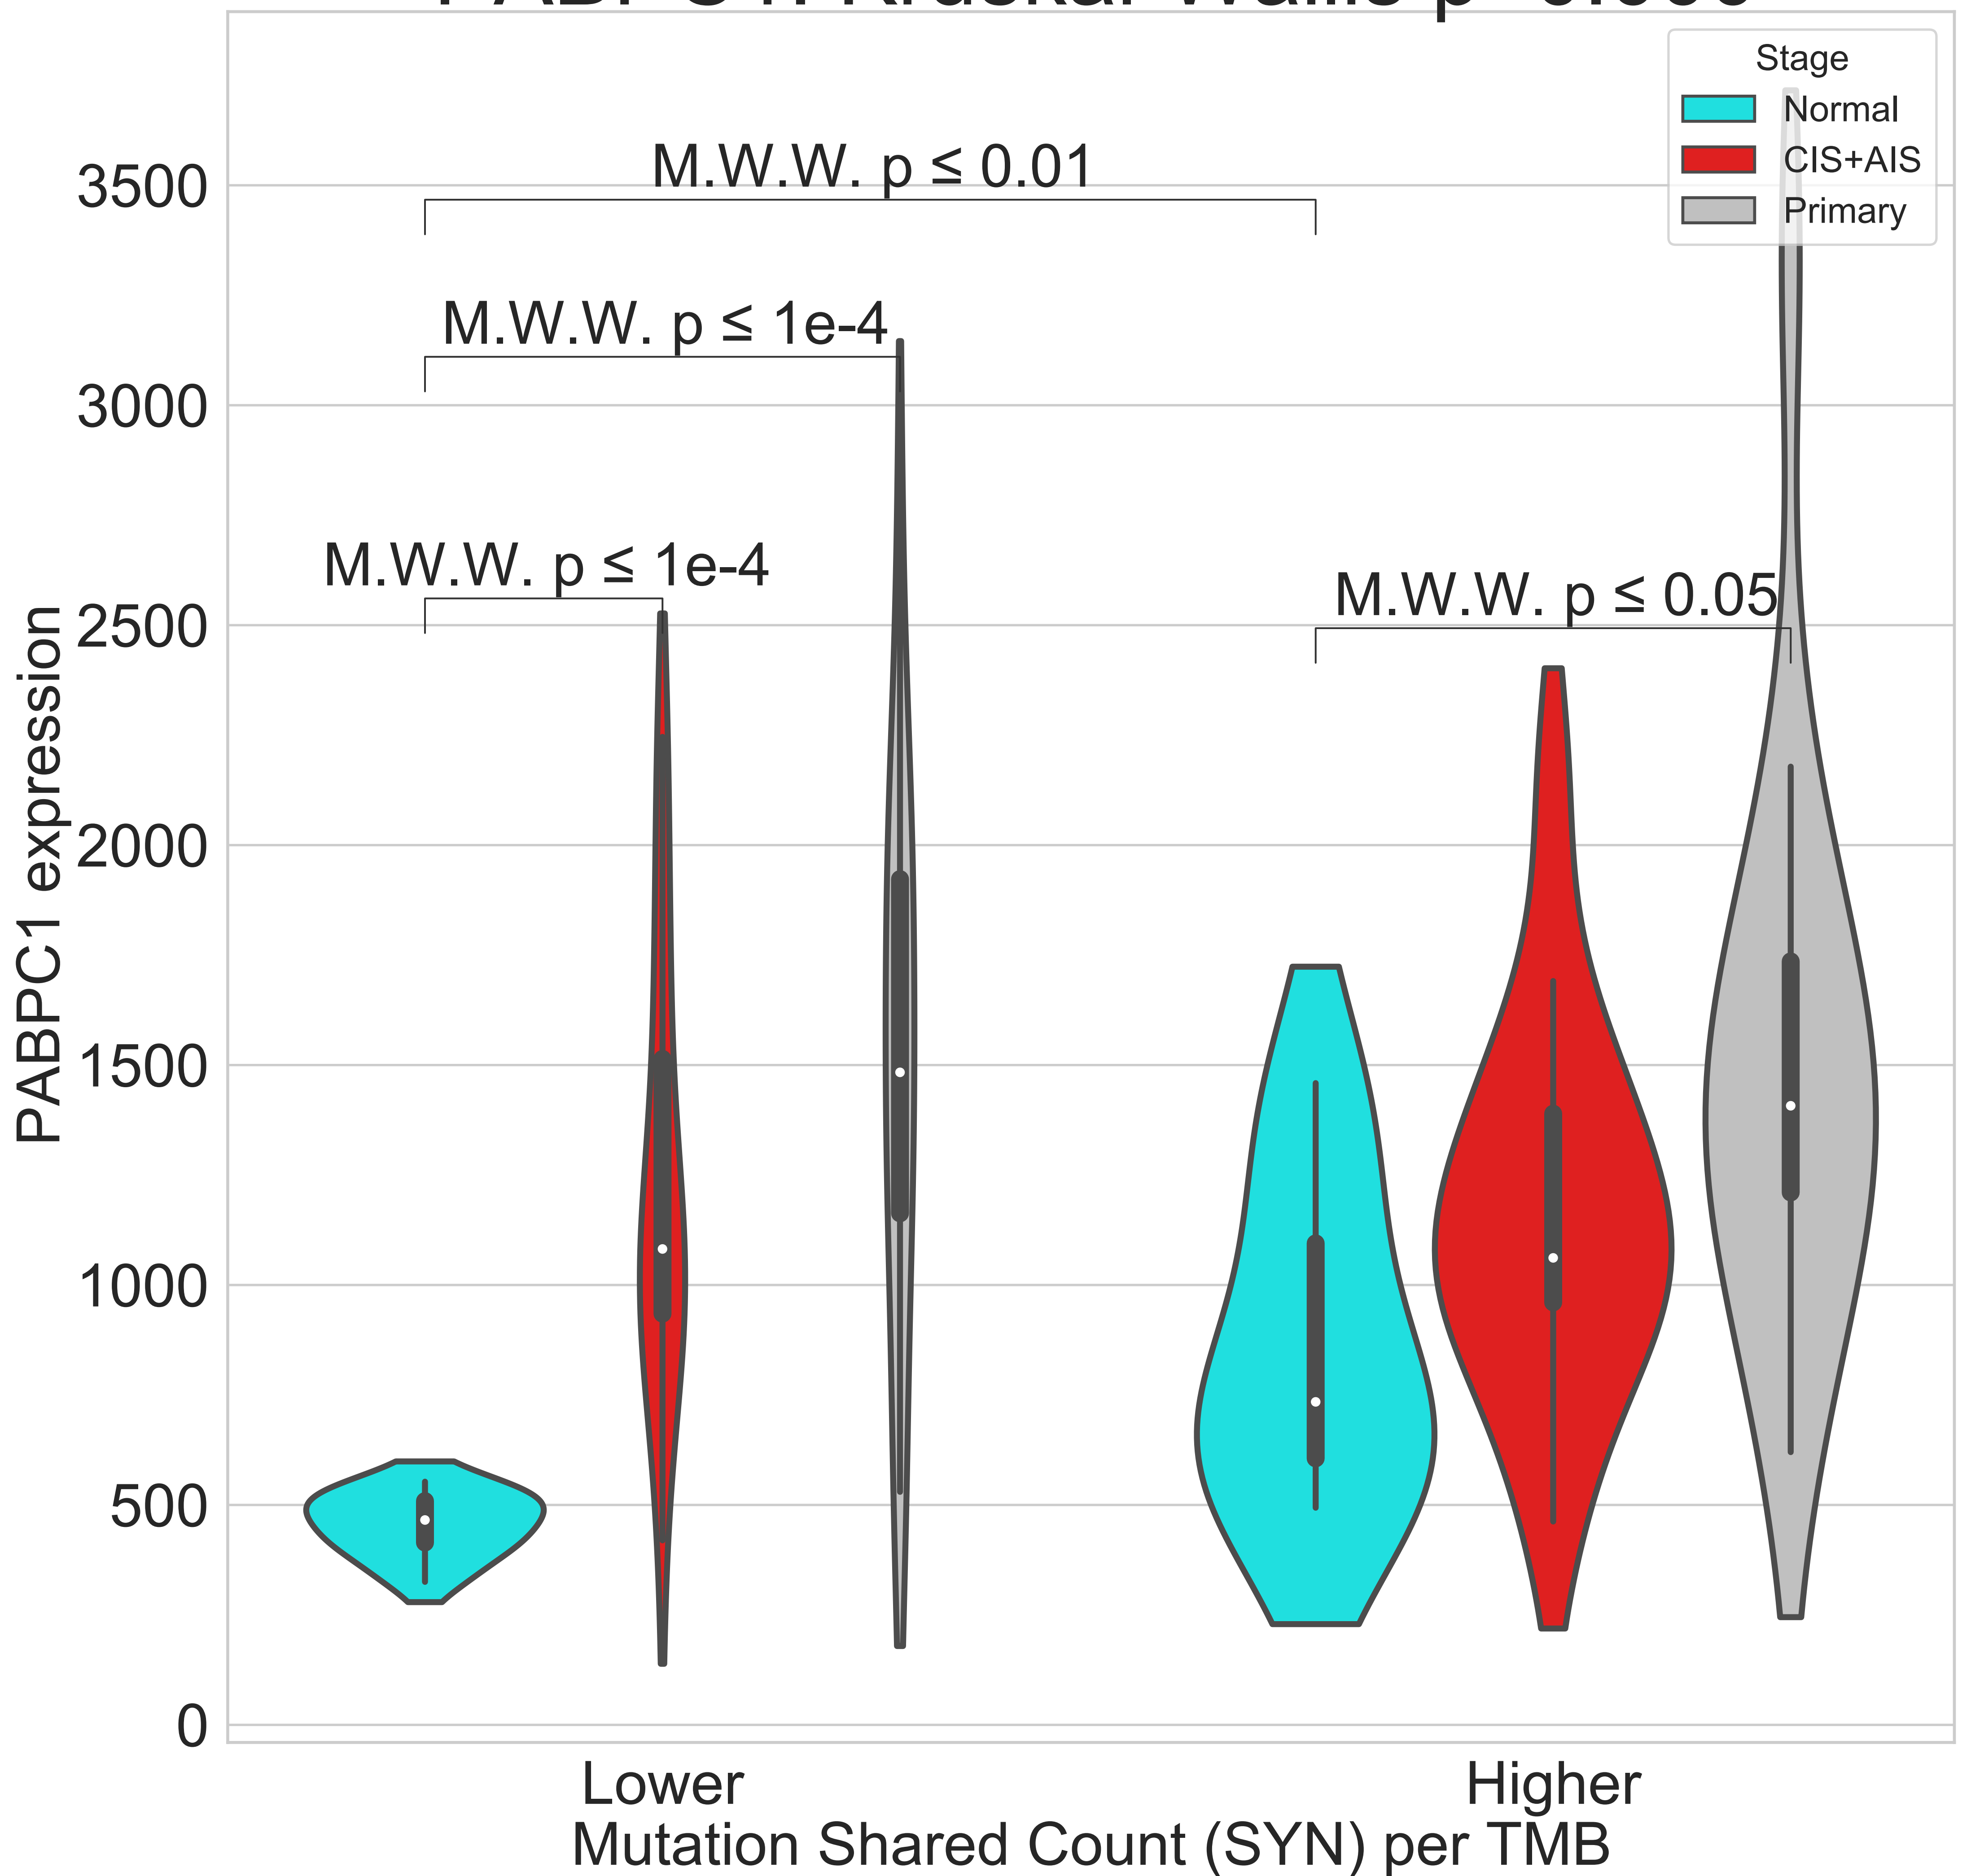 Stage
Normal
CIS+AIS
Primary
M.W.W. p ≤ 0.01
M.W.W. p ≤ 1e-4
M.W.W. p ≤ 1e-4
M.W.W. p ≤ 0.05
3500
3000
2500
2000
1500
1000
500
0
PABPC1 expression
Lower
Higher
Mutation Shared Count (SYN) per TMB